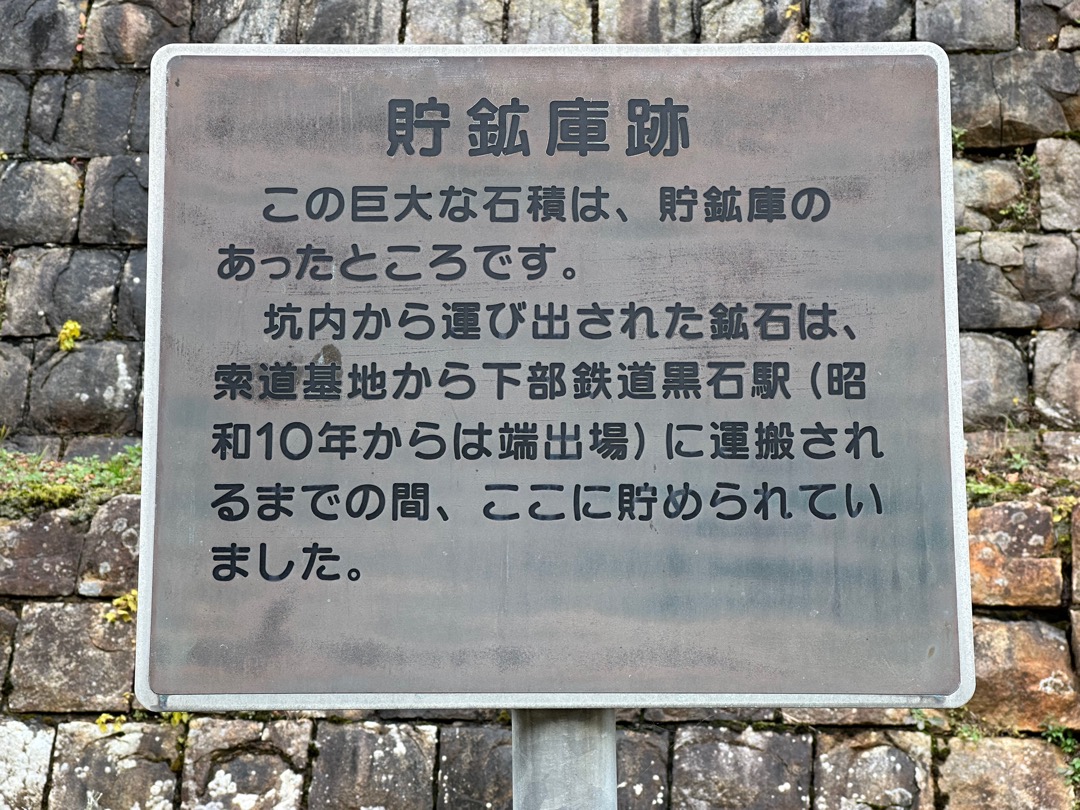 貯鉱庫跡
この巨大な石積は、貯鉱庫の
あったところです。
坑内から運び出された鉱石は、
索道基地から下部鉄道黒石駅(昭
和10年からは端出場)に運搬され
るまでの間、ここに貯められてい
ました。